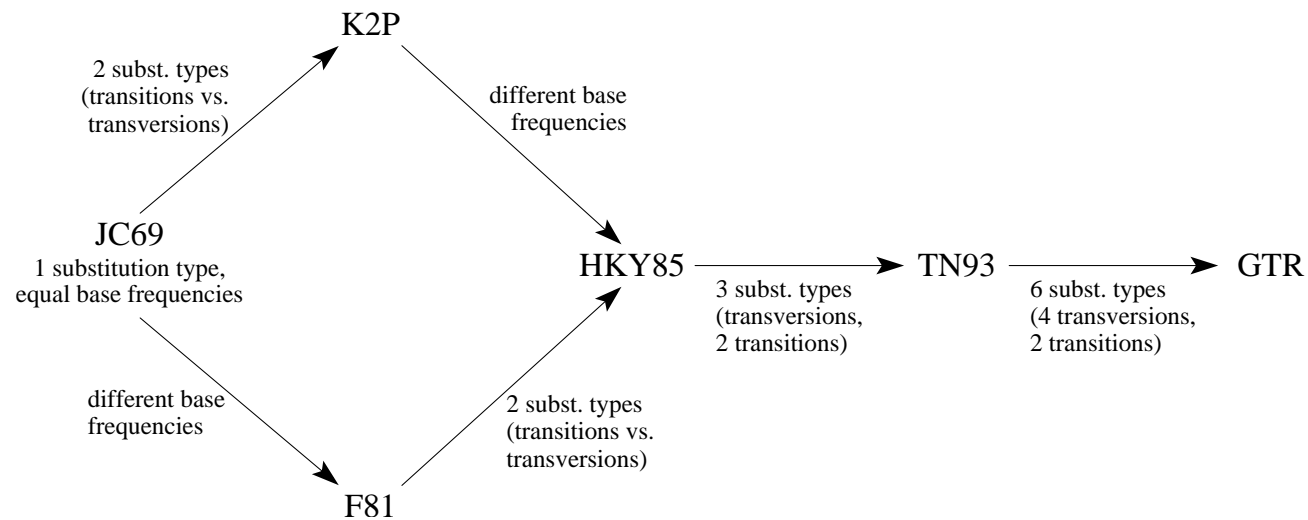 K2P
2 subst. types
(transitions vs.
transversions)
different base
frequencies
JC69
1 substitution type,
equal base frequencies
HKY85
TN93
GTR
3 subst. types
(transversions,
2 transitions)
6 subst. types
(4 transversions,
2 transitions)
different base
frequencies
2 subst. types
(transitions vs.
transversions)
F81